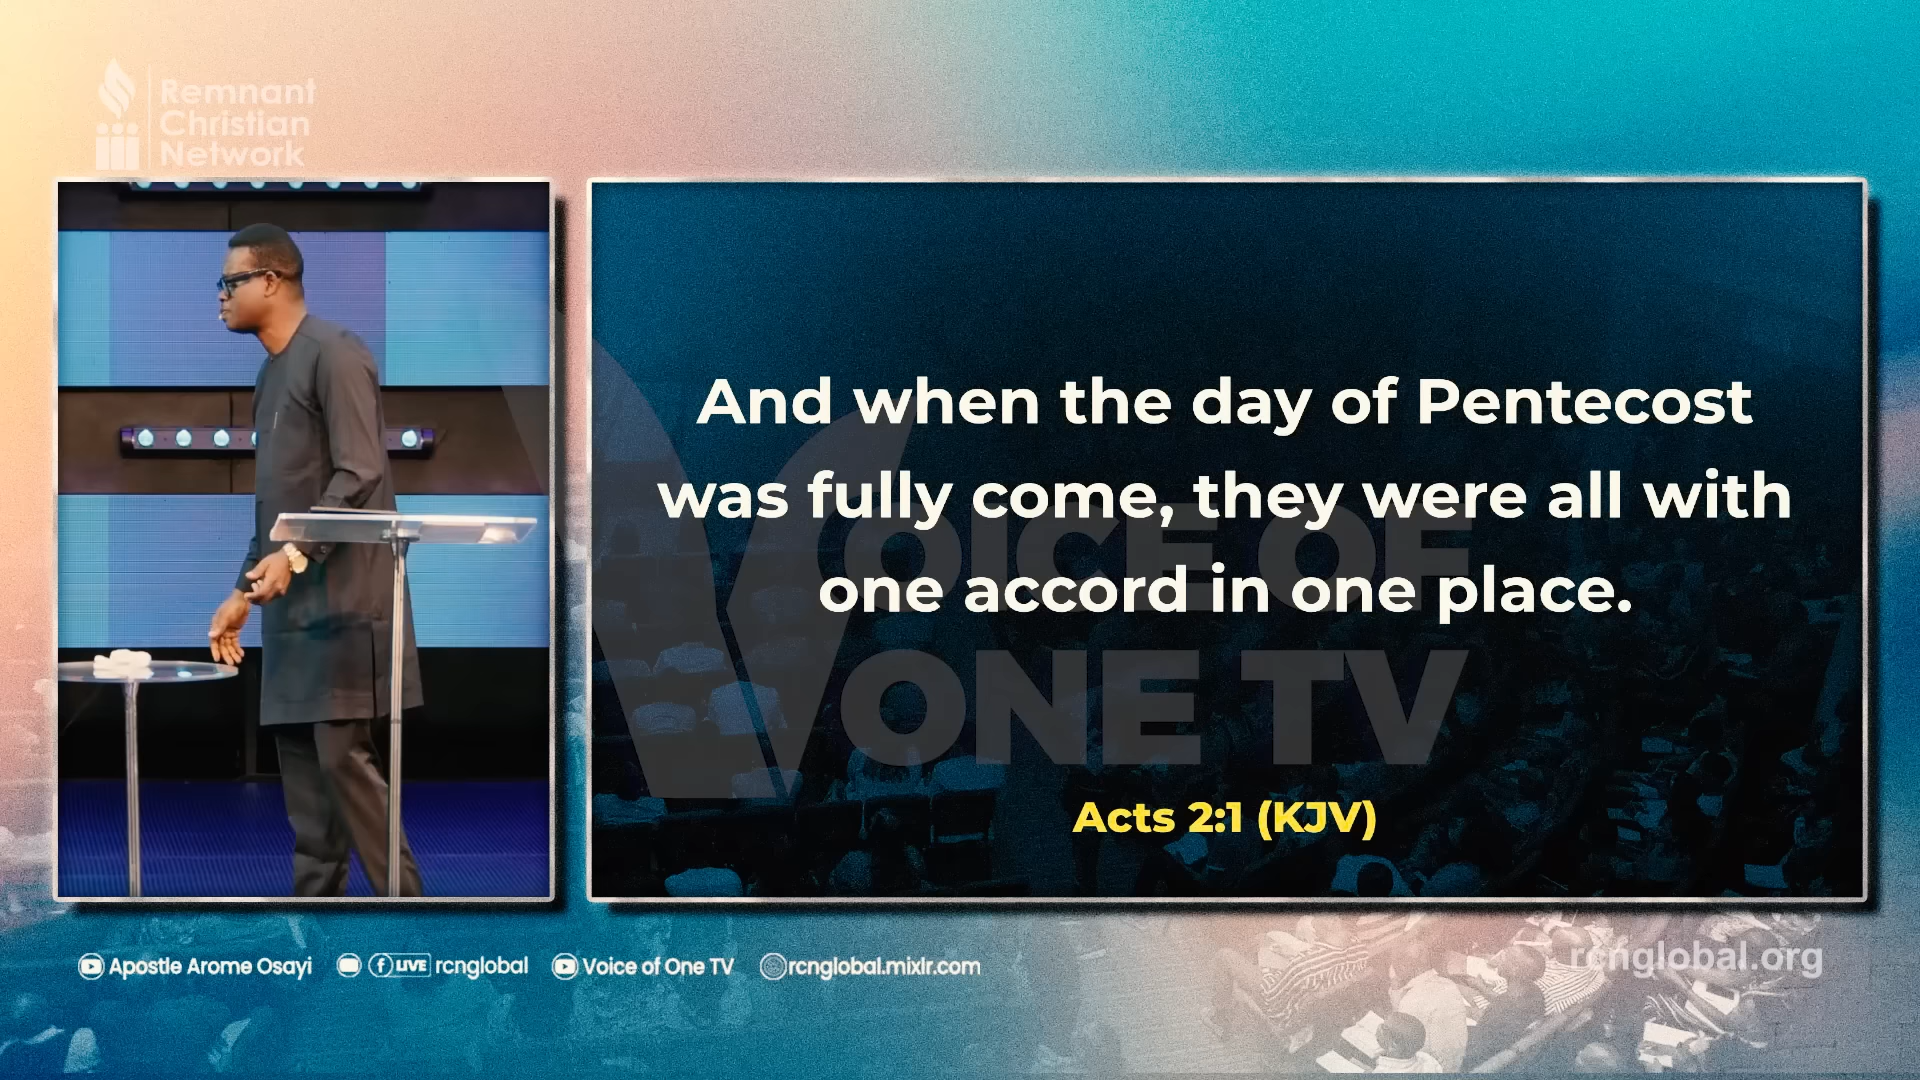 Remnant
Christian
Network
And when the day of Pentecost
was fully come, they were all with
one accord in one place.
VOICE OF
ONE TV
Acts 2:1 (KJV)
Apostle Arome Osayi
f LIVE rcnglobal
Voice of One TV
rcnglobal.mixlr.com
rcnglobal.org